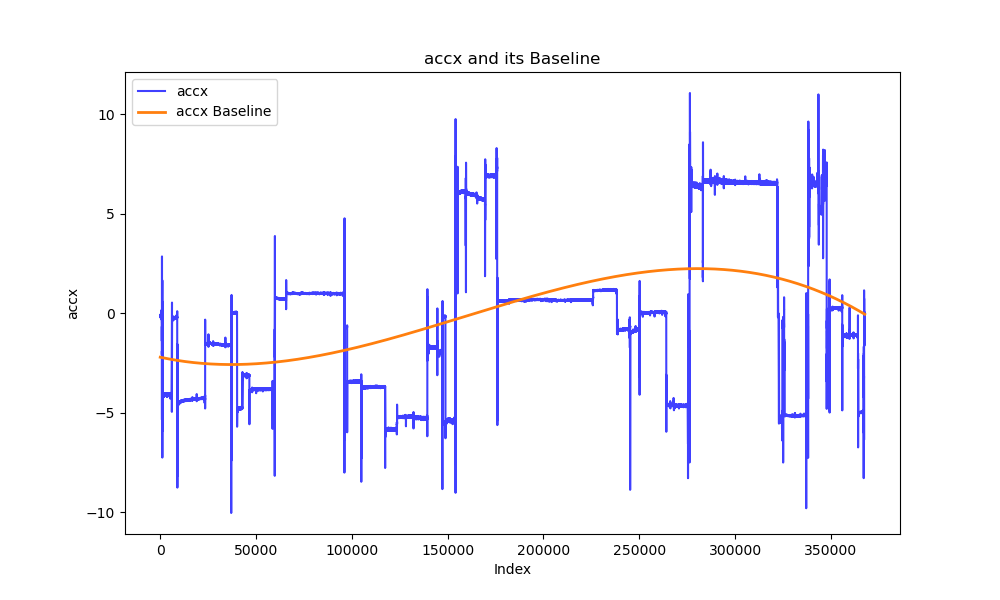 accx and its Baseline
accx
accx Baseline
10
5
0
−5
−10
accx
0
50000
100000
150000
200000
250000
300000
350000
Index